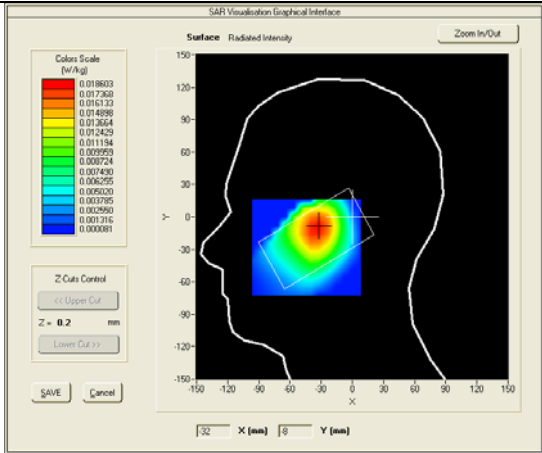 SAR Visualisation Graphical Interface
Surface Radiated Intensity
Zoom In/Out
Colors Scale
(W/kg)
0.018603
0.017368
0.016133
0.014898
0.013664
0.012429
0.011194
0.009959
0.008724
0.007490
0.006255
0.005020
0.003785
0.002550
0.001316
0.000081
Z Cuts Control
<< Upper Cut
Z = 0.2 mm
Lower Cut >>
SAVE Cancel
150-
120-
90-
60-
30-
0-
-30-
-60-
-90-
-120-
-150-
Y
-150 -120 -90 -60 -30 0 30 60 90 120 150
X
-32 X (mm) -8 Y (mm)